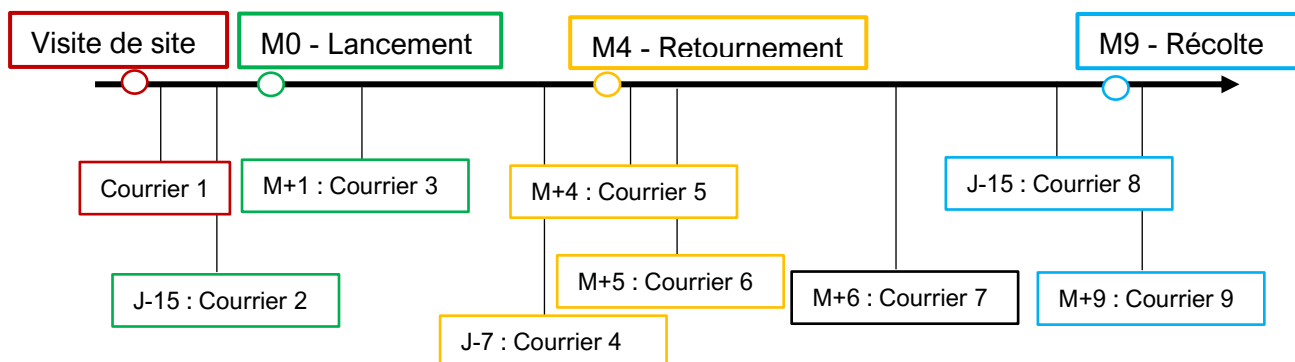 Visite de site
M0 - Lancement
M4 - Retournement
M9 - Récolte
Courrier 1
M+1 : Courrier 3
M+4 : Courrier 5
J-15 : Courrier 8
J-15 : Courrier 2
M+5 : Courrier 6
M+6 : Courrier 7
M+9 : Courrier 9
J-7 : Courrier 4